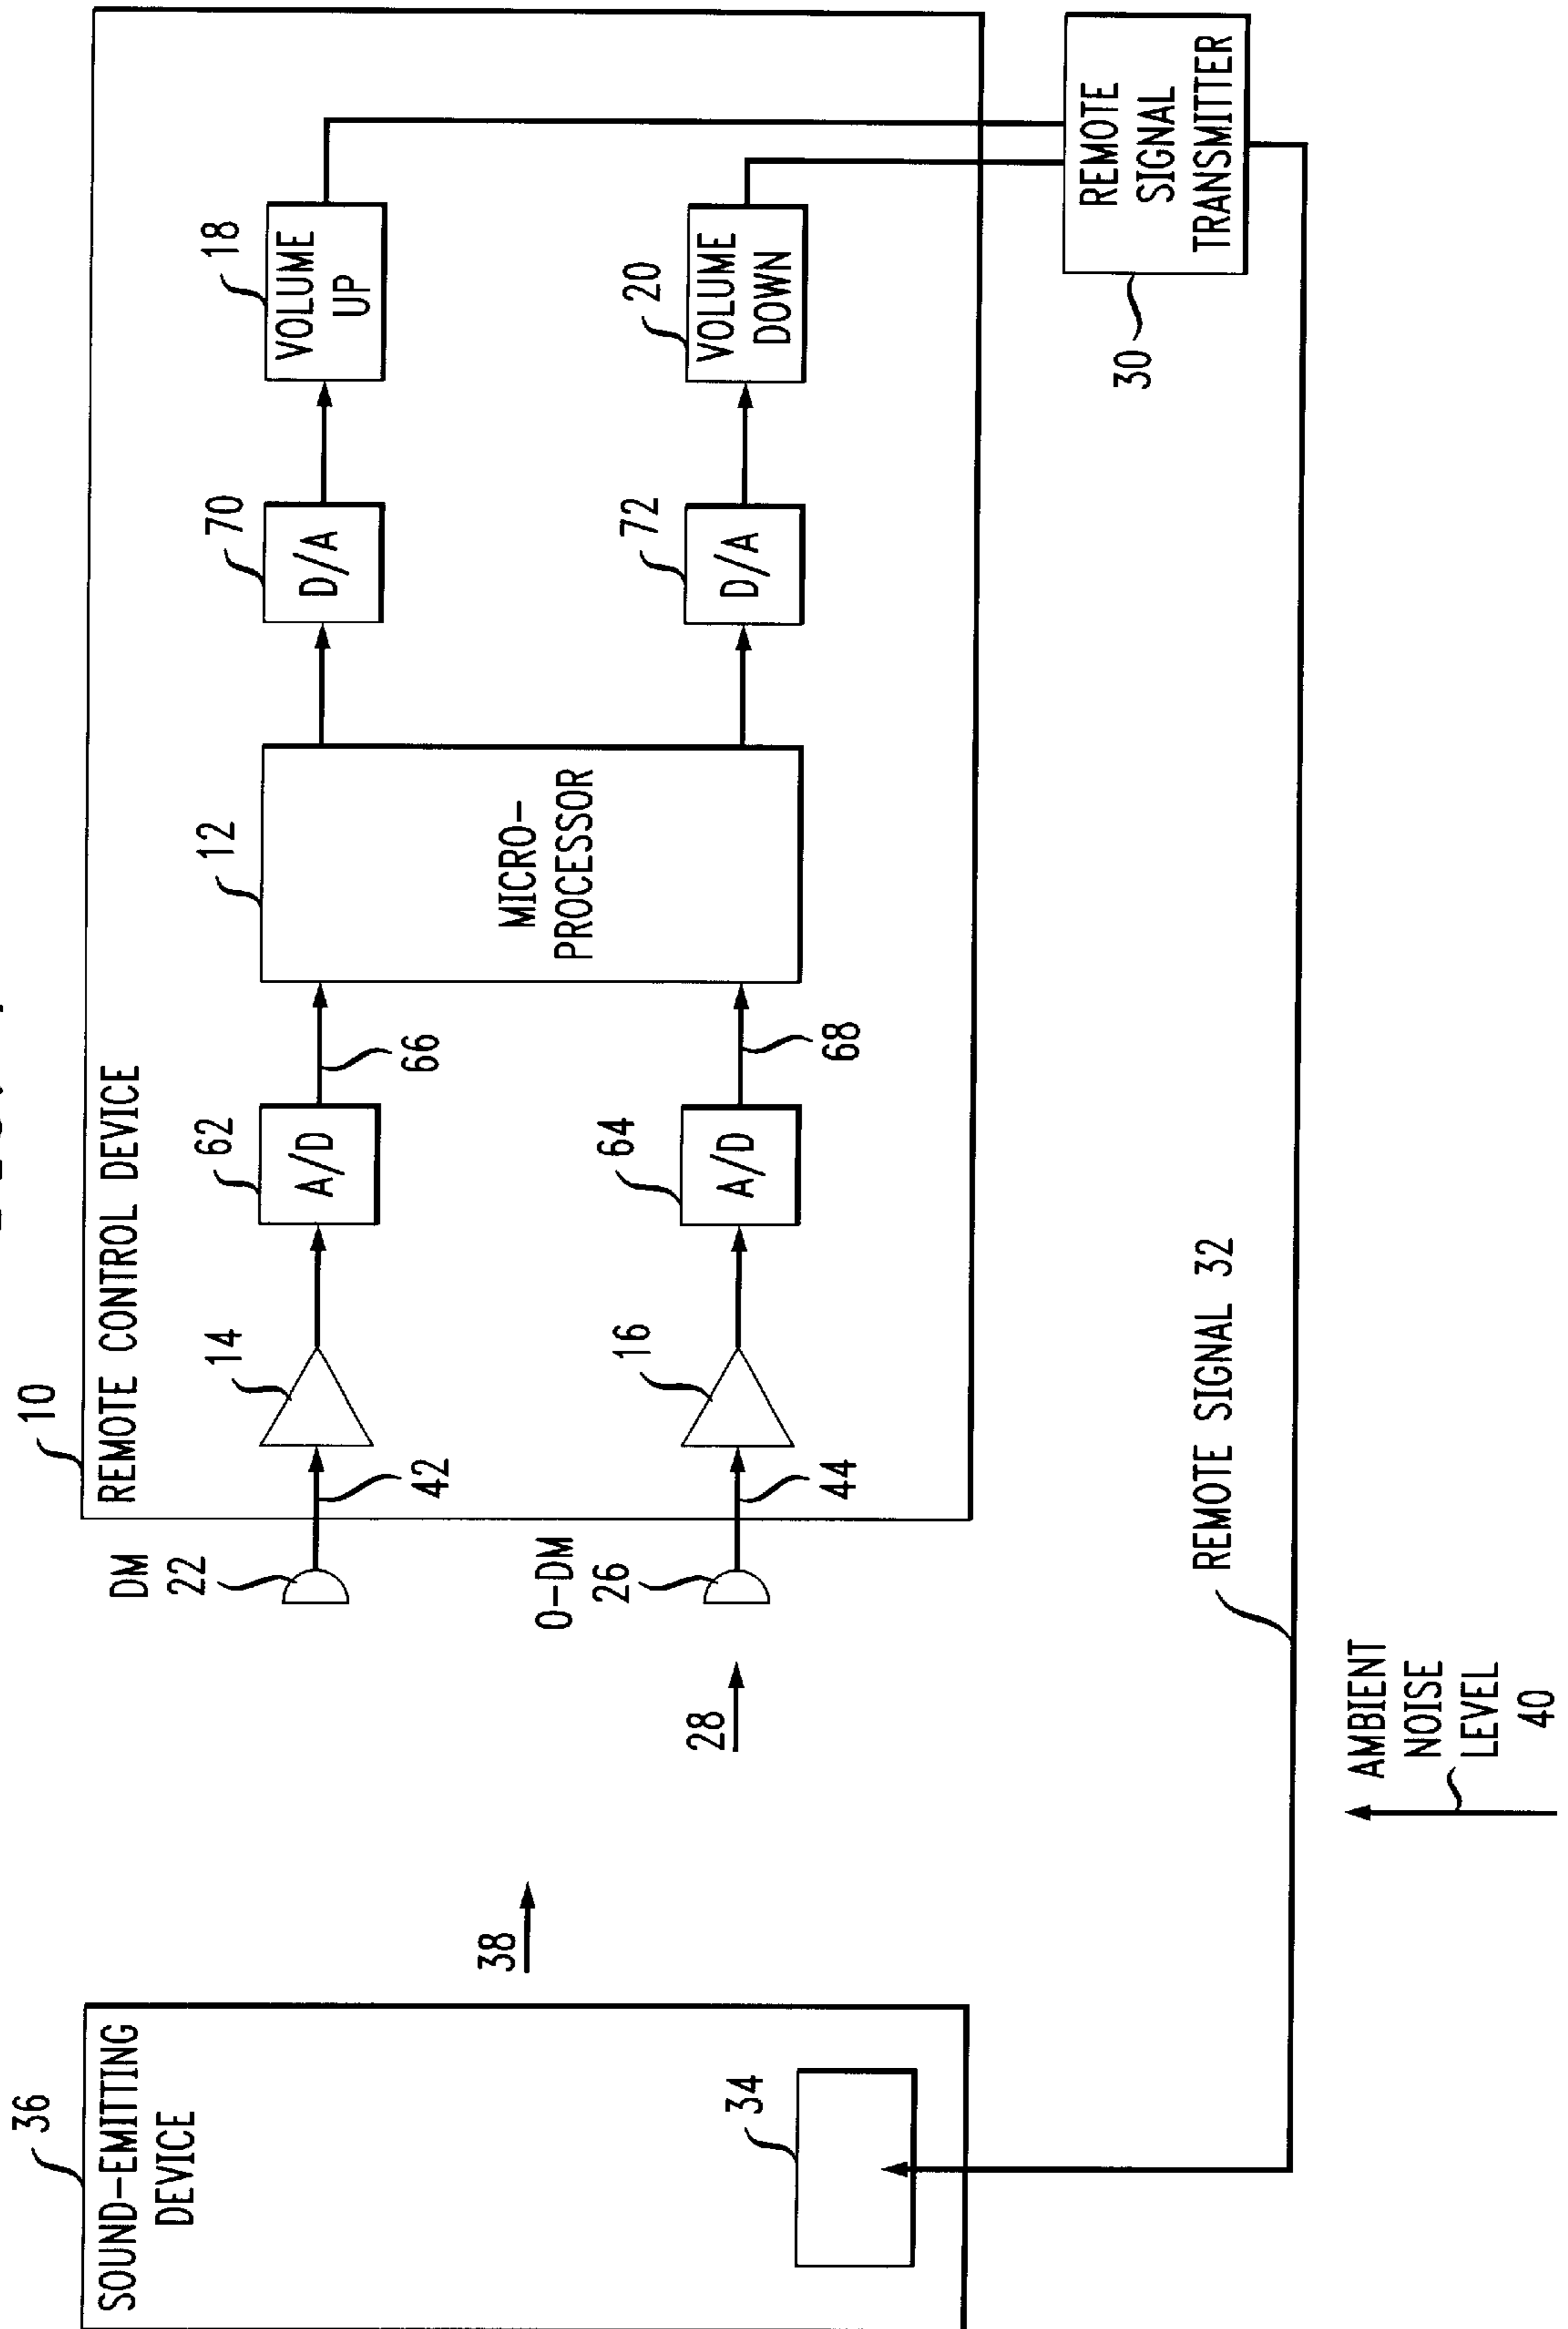 36
SOUND-EMITTING
DEVICE
34
38
28
10
REMOTE CONTROL DEVICE
DM
22
42
14
62
A/D
66
12
MICRO-
PROCESSOR
70
D/A
18
VOLUME
UP
O-DM
26
44
16
64
A/D
68
72
D/A
20
VOLUME
DOWN
30
REMOTE
SIGNAL
TRANSMITTER
REMOTE SIGNAL 32
AMBIENT
NOISE
LEVEL
40